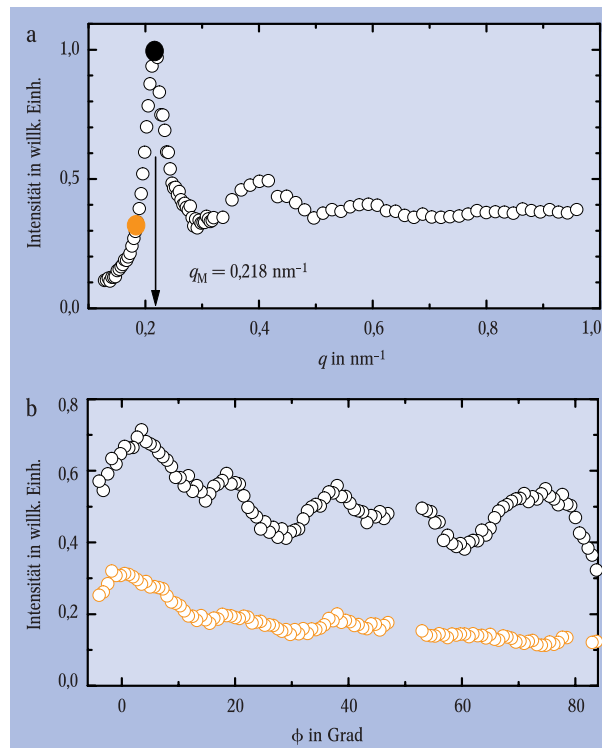 a
1,0
0,5
0,0
Intensität in willk. Einh.
qM = 0,218 nm⁻¹
0,2
0,4
0,6
0,8
1,0
q in nm⁻¹
b
0,8
0,6
0,4
0,2
0,0
Intensität in willk. Einh.
0
20
40
60
80
ϕ in Grad